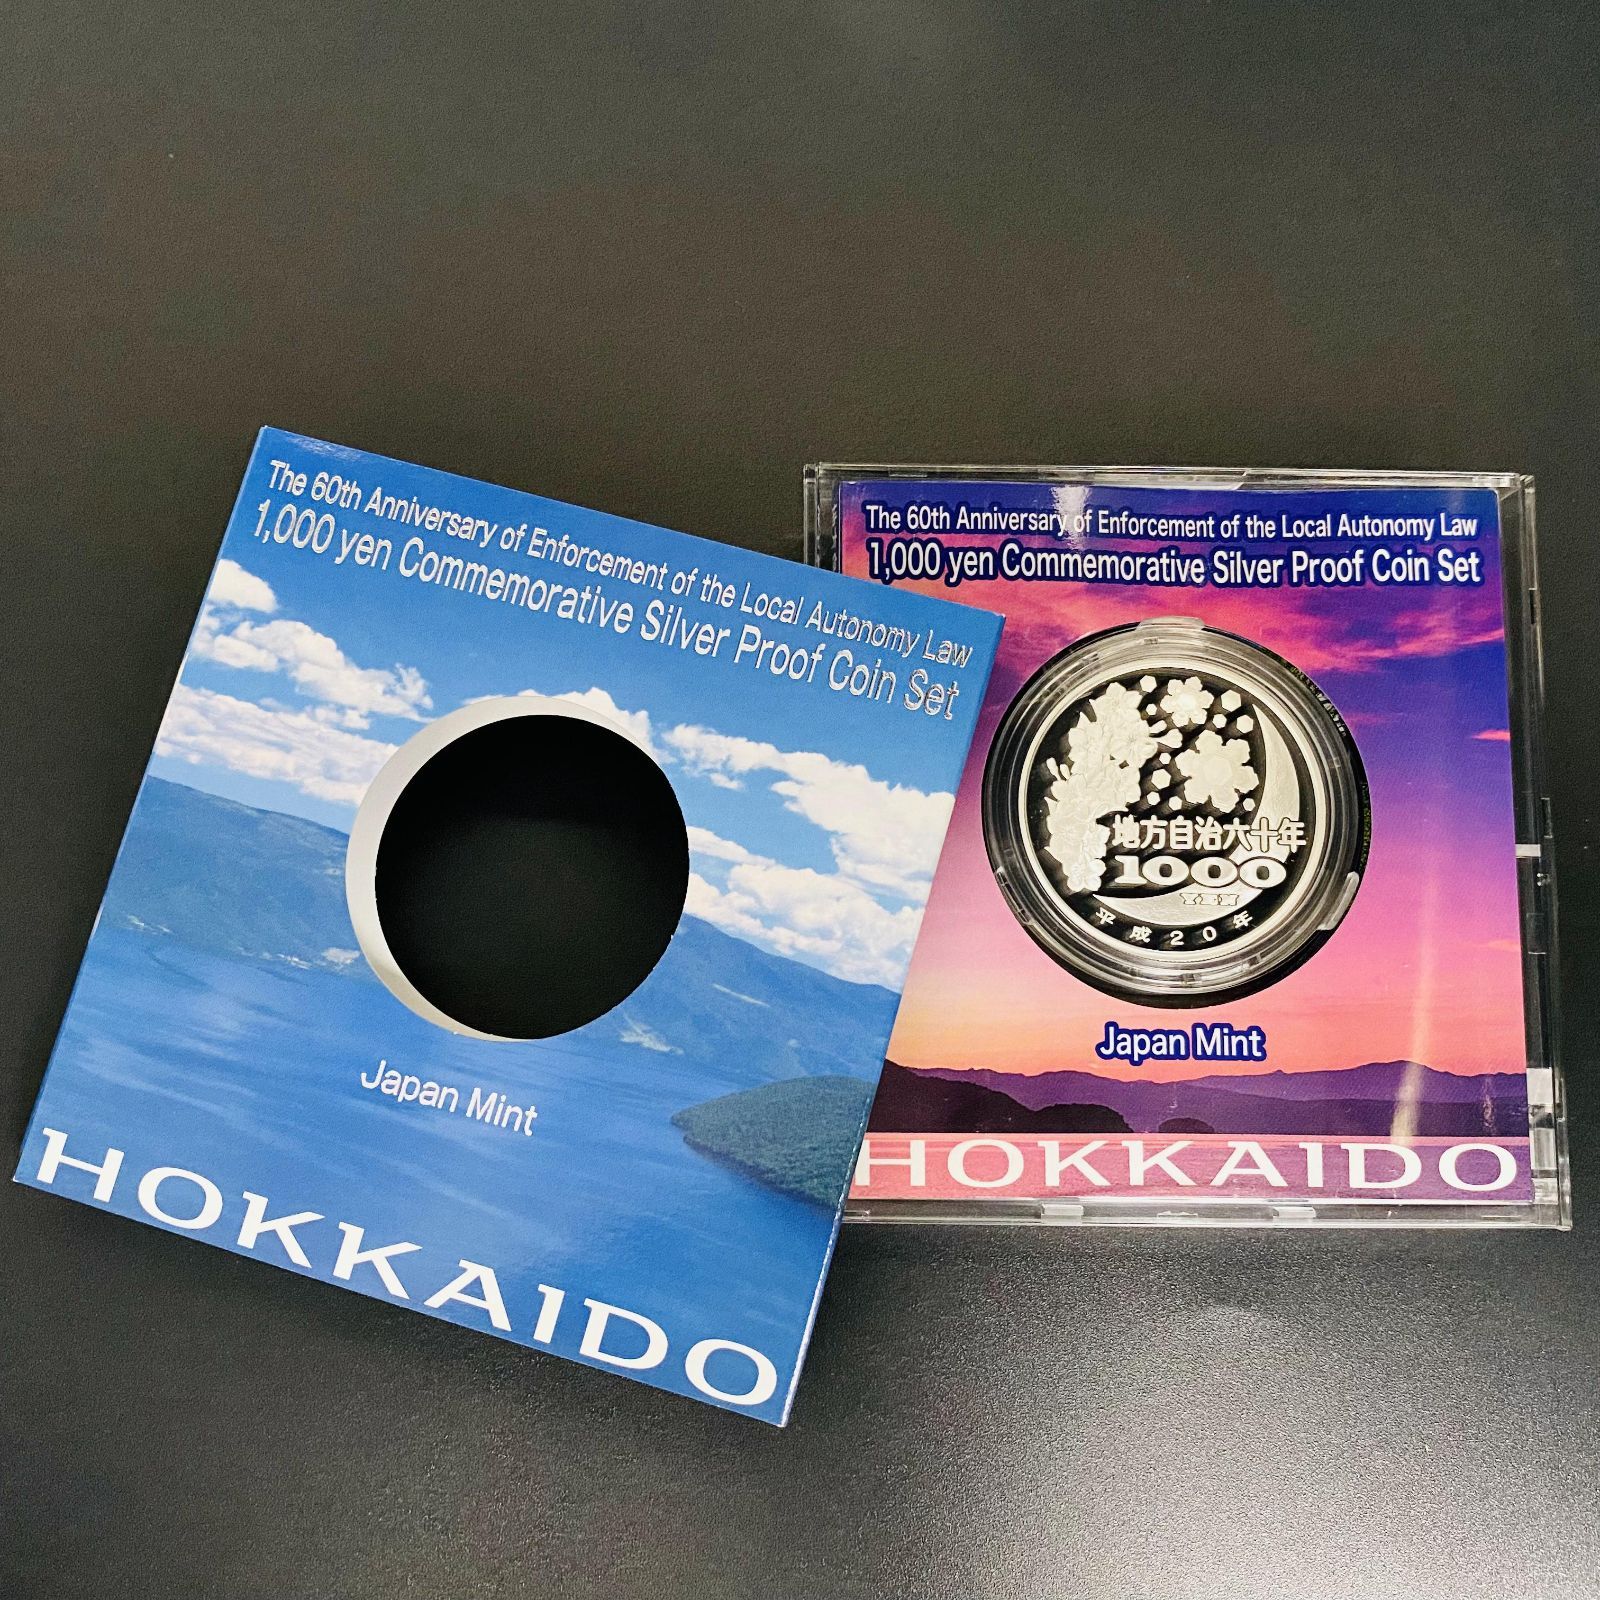 The 60th Anniversary of Enforcement of the Local Autonomy Law
1,000 yen Commemorative Silver Proof Coin Set
Japan Mint
HOKKAIDO
The 60th Anniversary of Enforcement of the Local Autonomy Law
1,000 yen Commemorative Silver Proof Coin Set
地方自治六十年
1000
YEN
平成20年
Japan Mint
HOKKAIDO